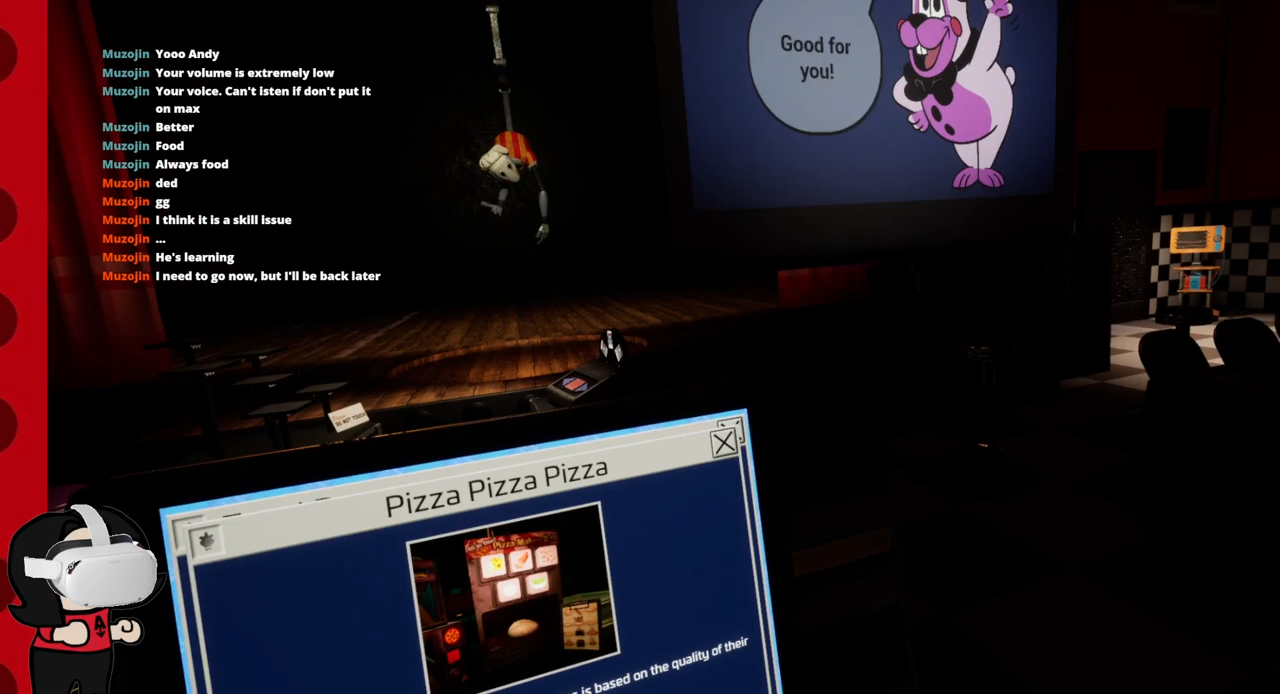 Muzojin Yooo Andy
Muzojin Your volume is extremely low
Muzojin Your voice. Can't isten if don't put it
on max
Muzojin Better
Muzojin Food
Muzojin Always food
Muzojin ded
Muzojin gg
Muzojin I think it is a skill issue
Muzojin ...
Muzojin He's learning
Muzojin I need to go now, but I'll be back later
Good for
you!
DO NOT TOUCH
Pizza Pizza Pizza
is based on the quality of their